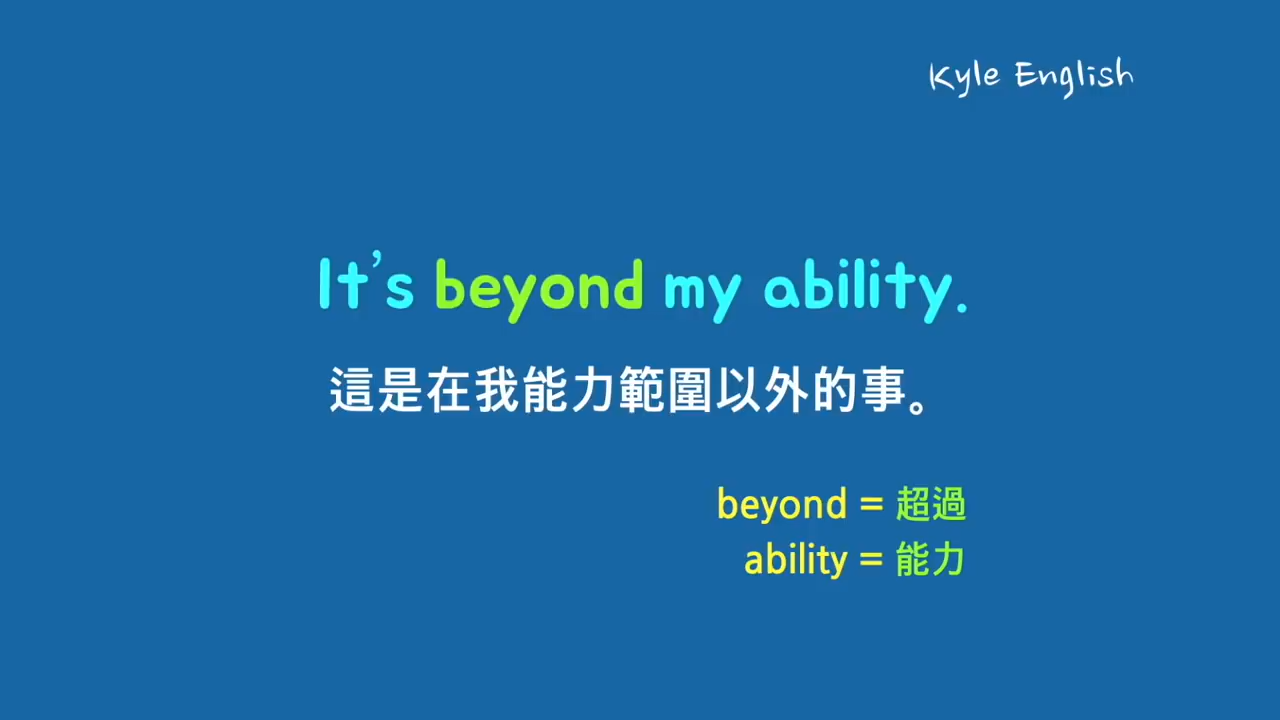 Kyle English
It's beyond my ability.
這是在我能力範圍以外的事。
beyond = 超過
ability = 能力